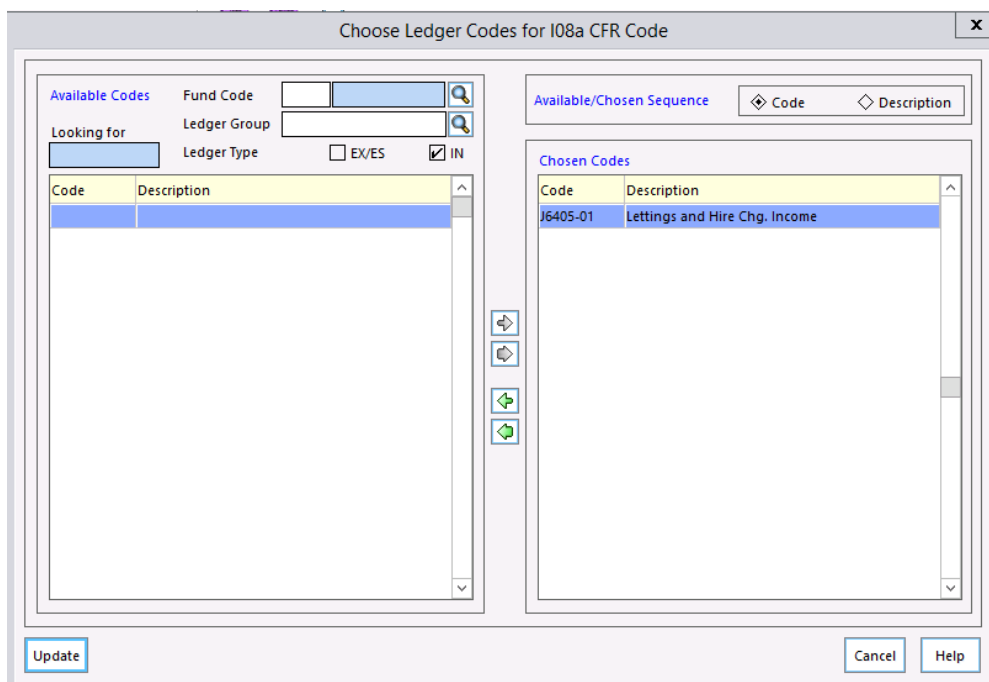 Choose Ledger Codes for I08a CFR Code
x
Available Codes Fund Code
Looking for Ledger Group
Ledger Type EX/ES IN
Code Description
Available/Chosen Sequence Code Description
Chosen Codes
Code Description
J6405-01 Lettings and Hire Chg. Income
Update Cancel Help